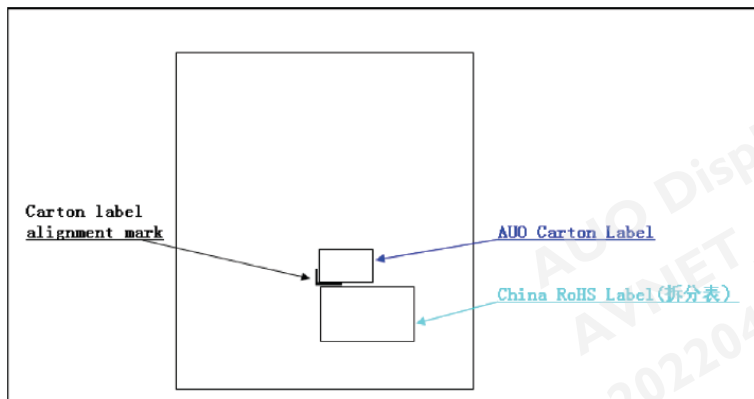 Carton label
alignment mark
AUO Carton Label
China RoHS Label(拆分表)
AUO Disp
AVNET
202204